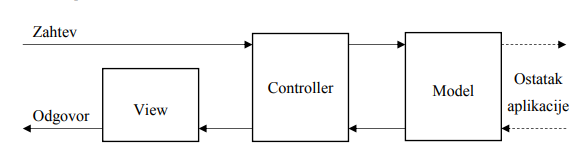 Zahtev
Controller
Model
Ostatak
aplikacije
View
Odgovor